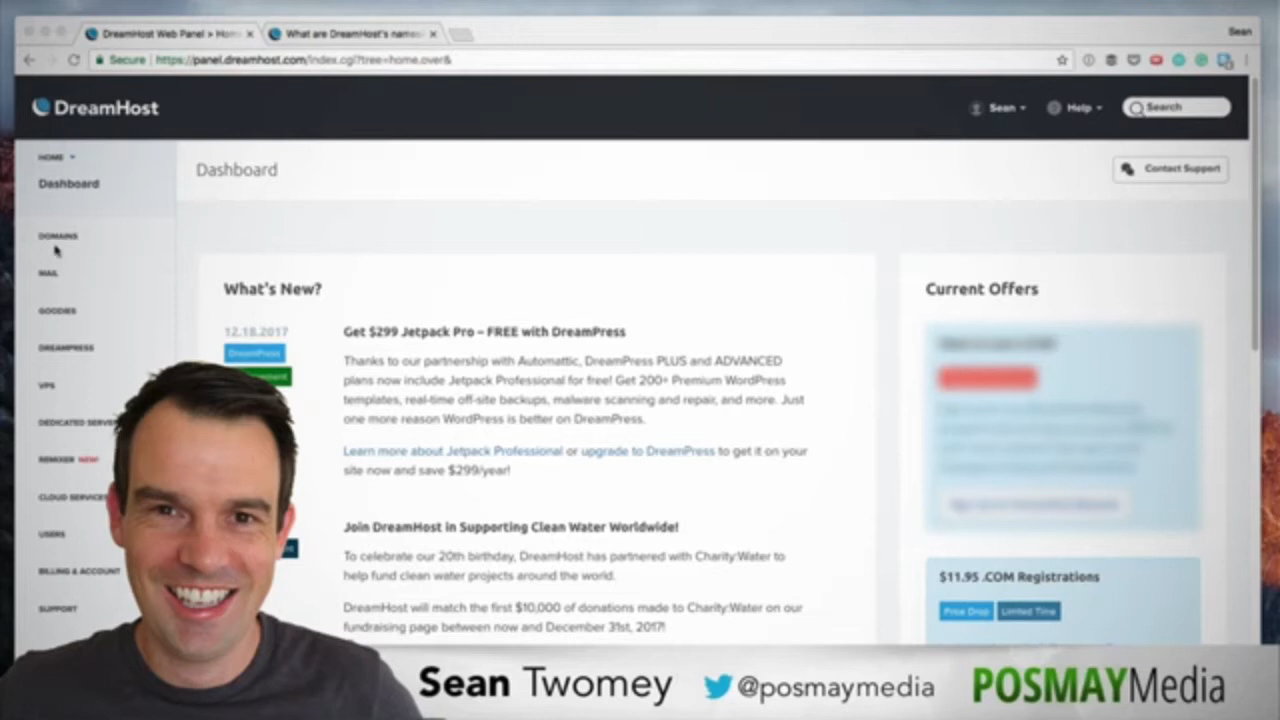 DreamHost Web Panel > Hom
What are DreamHost's names
Sean
Secure | https://panel.dreamhost.com/index.cgi?tree=home.over&
DreamHost
Sean
Help
Search
HOME
Dashboard
DOMAINS
MAIL
GOODIES
DREAMPRESS
VPS
DEDICATED SERVE
REMIXER NEW!
CLOUD SERVICES
USERS
BILLING & ACCOUNT
SUPPORT
Dashboard
Contact Support
What's New?
12.18.2017
DreamPress
Get $299 Jetpack Pro – FREE with DreamPress
Thanks to our partnership with Automattic, DreamPress PLUS and ADVANCED
plans now include Jetpack Professional for free! Get 200+ Premium WordPress
templates, real-time off-site backups, malware scanning and repair, and more. Just
one more reason WordPress is better on DreamPress.
Learn more about Jetpack Professional or upgrade to DreamPress to get it on your
site now and save $299/year!
Join DreamHost in Supporting Clean Water Worldwide!
To celebrate our 20th birthday, DreamHost has partnered with Charity:Water to
help fund clean water projects around the world.
DreamHost will match the first $10,000 of donations made to Charity:Water on our
fundraising page between now and December 31st, 2017!
Current Offers
$11.95 .COM Registrations
Price Drop
Limited Time
Sean Twomey
@posmaymedia
POSMAYMedia